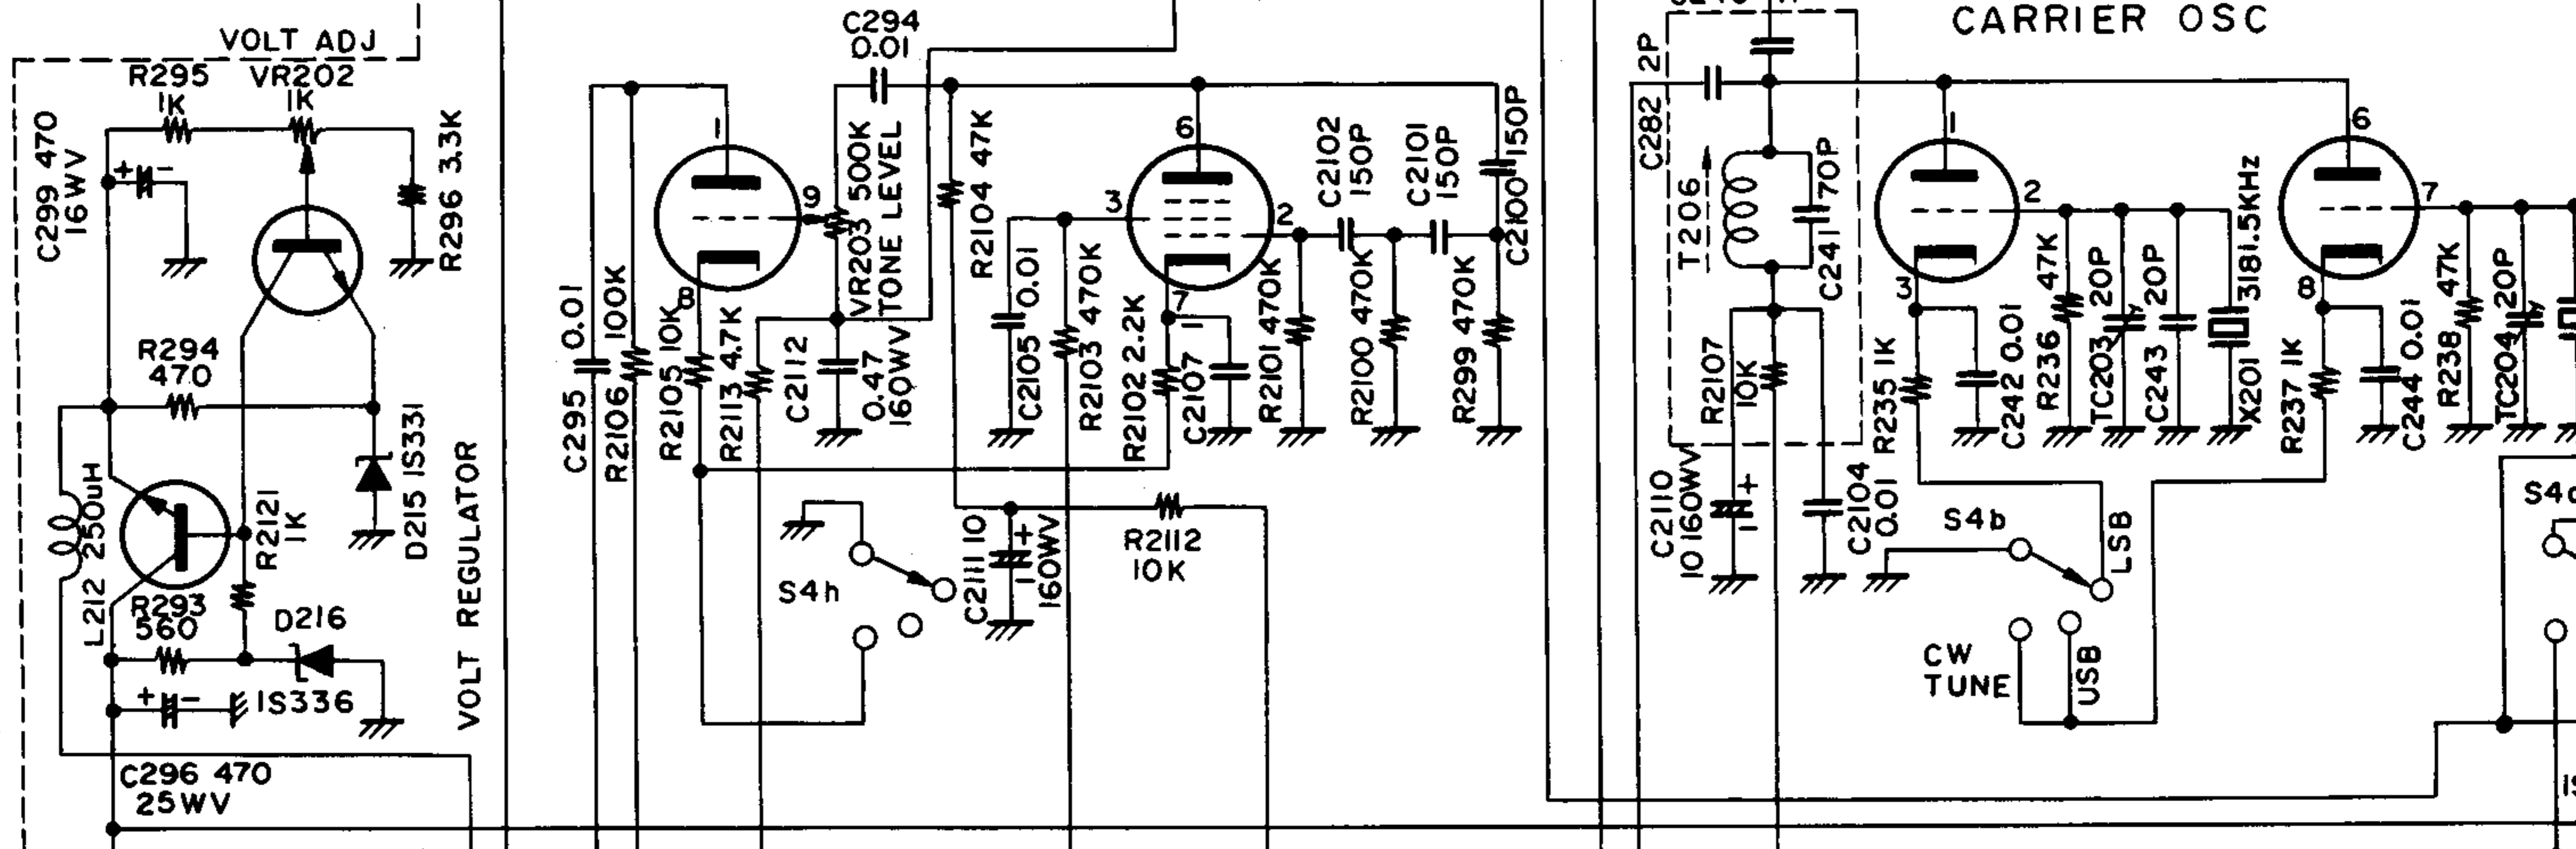 VOLT ADJ
R295
1K
VR202
1K
C299 470
16WV
+
-
R296 3.3K
R294
470
L212 250uH
R2121
1K
D215 IS331
R293
560
D216
IS336
+
-
C296 470
25WV
VOLT REGULATOR
C294
0.01
1
9
8
C295 0.01
R2106 100K
R2105 10K
R2113 4.7K
VR203 500K
TONE LEVEL
C2112
0.47
160WV
R2104 47K
6
3
2
7
C2105 0.01
R2103 470K
R2102 2.2K
C2107 1
R2101 470K
C2102
150P
C2101
150P
C2100 150P
R2100 470K
R299 470K
S4h
C2111 10
160WV
+
-
R2112
10K
CARRIER OSC
C282 2P
T206
C241 170P
R2107
10K
C2110
10 160WV
+
-
C2104
0.01
1
2
3
R235 1K
C242 0.01
R236 47K
TC203 20P
C243 20P
X201 3181.5KHz
6
7
8
R237 1K
C244 0.01
R238 47K
TC204 20P
S4b
LSB
CW
TUNE
USB